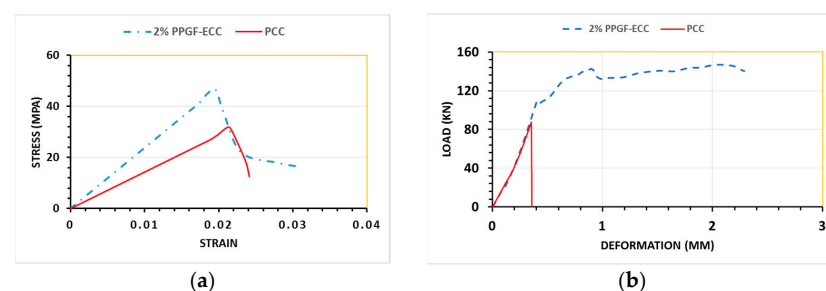 2% PPGF-ECC PCC
60
40
20
0
STRESS (MPA)
0 0.01 0.02 0.03 0.04
STRAIN
(a)
2% PPGF-ECC PCC
160
120
80
40
0
LOAD (KN)
0 1 2 3
DEFORMATION (MM)
(b)